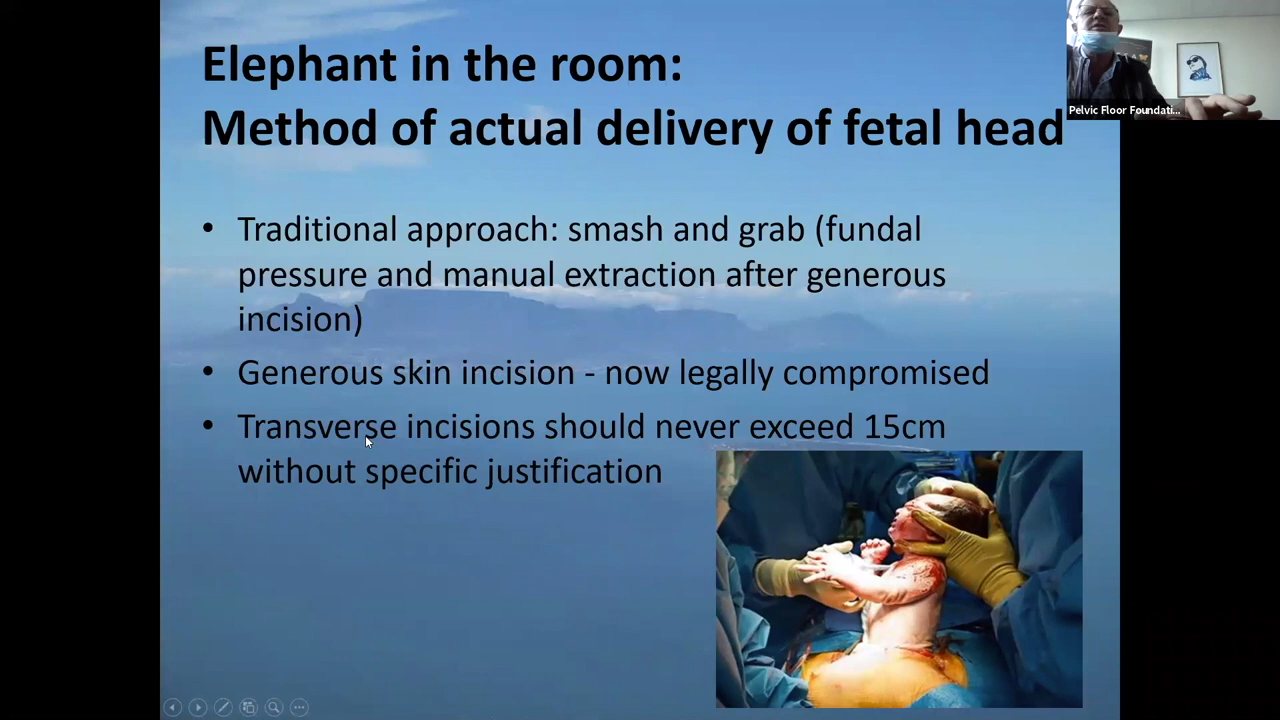 Elephant in the room:
Method of actual delivery of fetal head
Pelvic Floor Foundati...
• Traditional approach: smash and grab (fundal
pressure and manual extraction after generous
incision)
• Generous skin incision - now legally compromised
• Transverse incisions should never exceed 15cm
without specific justification